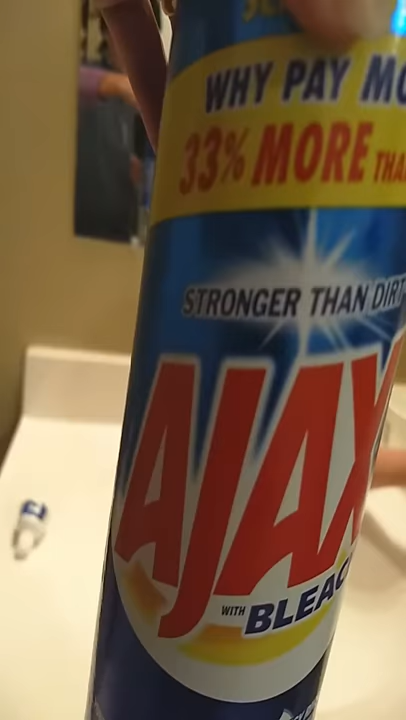 WHY PAY MO
33% MORE THA
STRONGER THAN DIRT
AJAX
WITH BLEAC